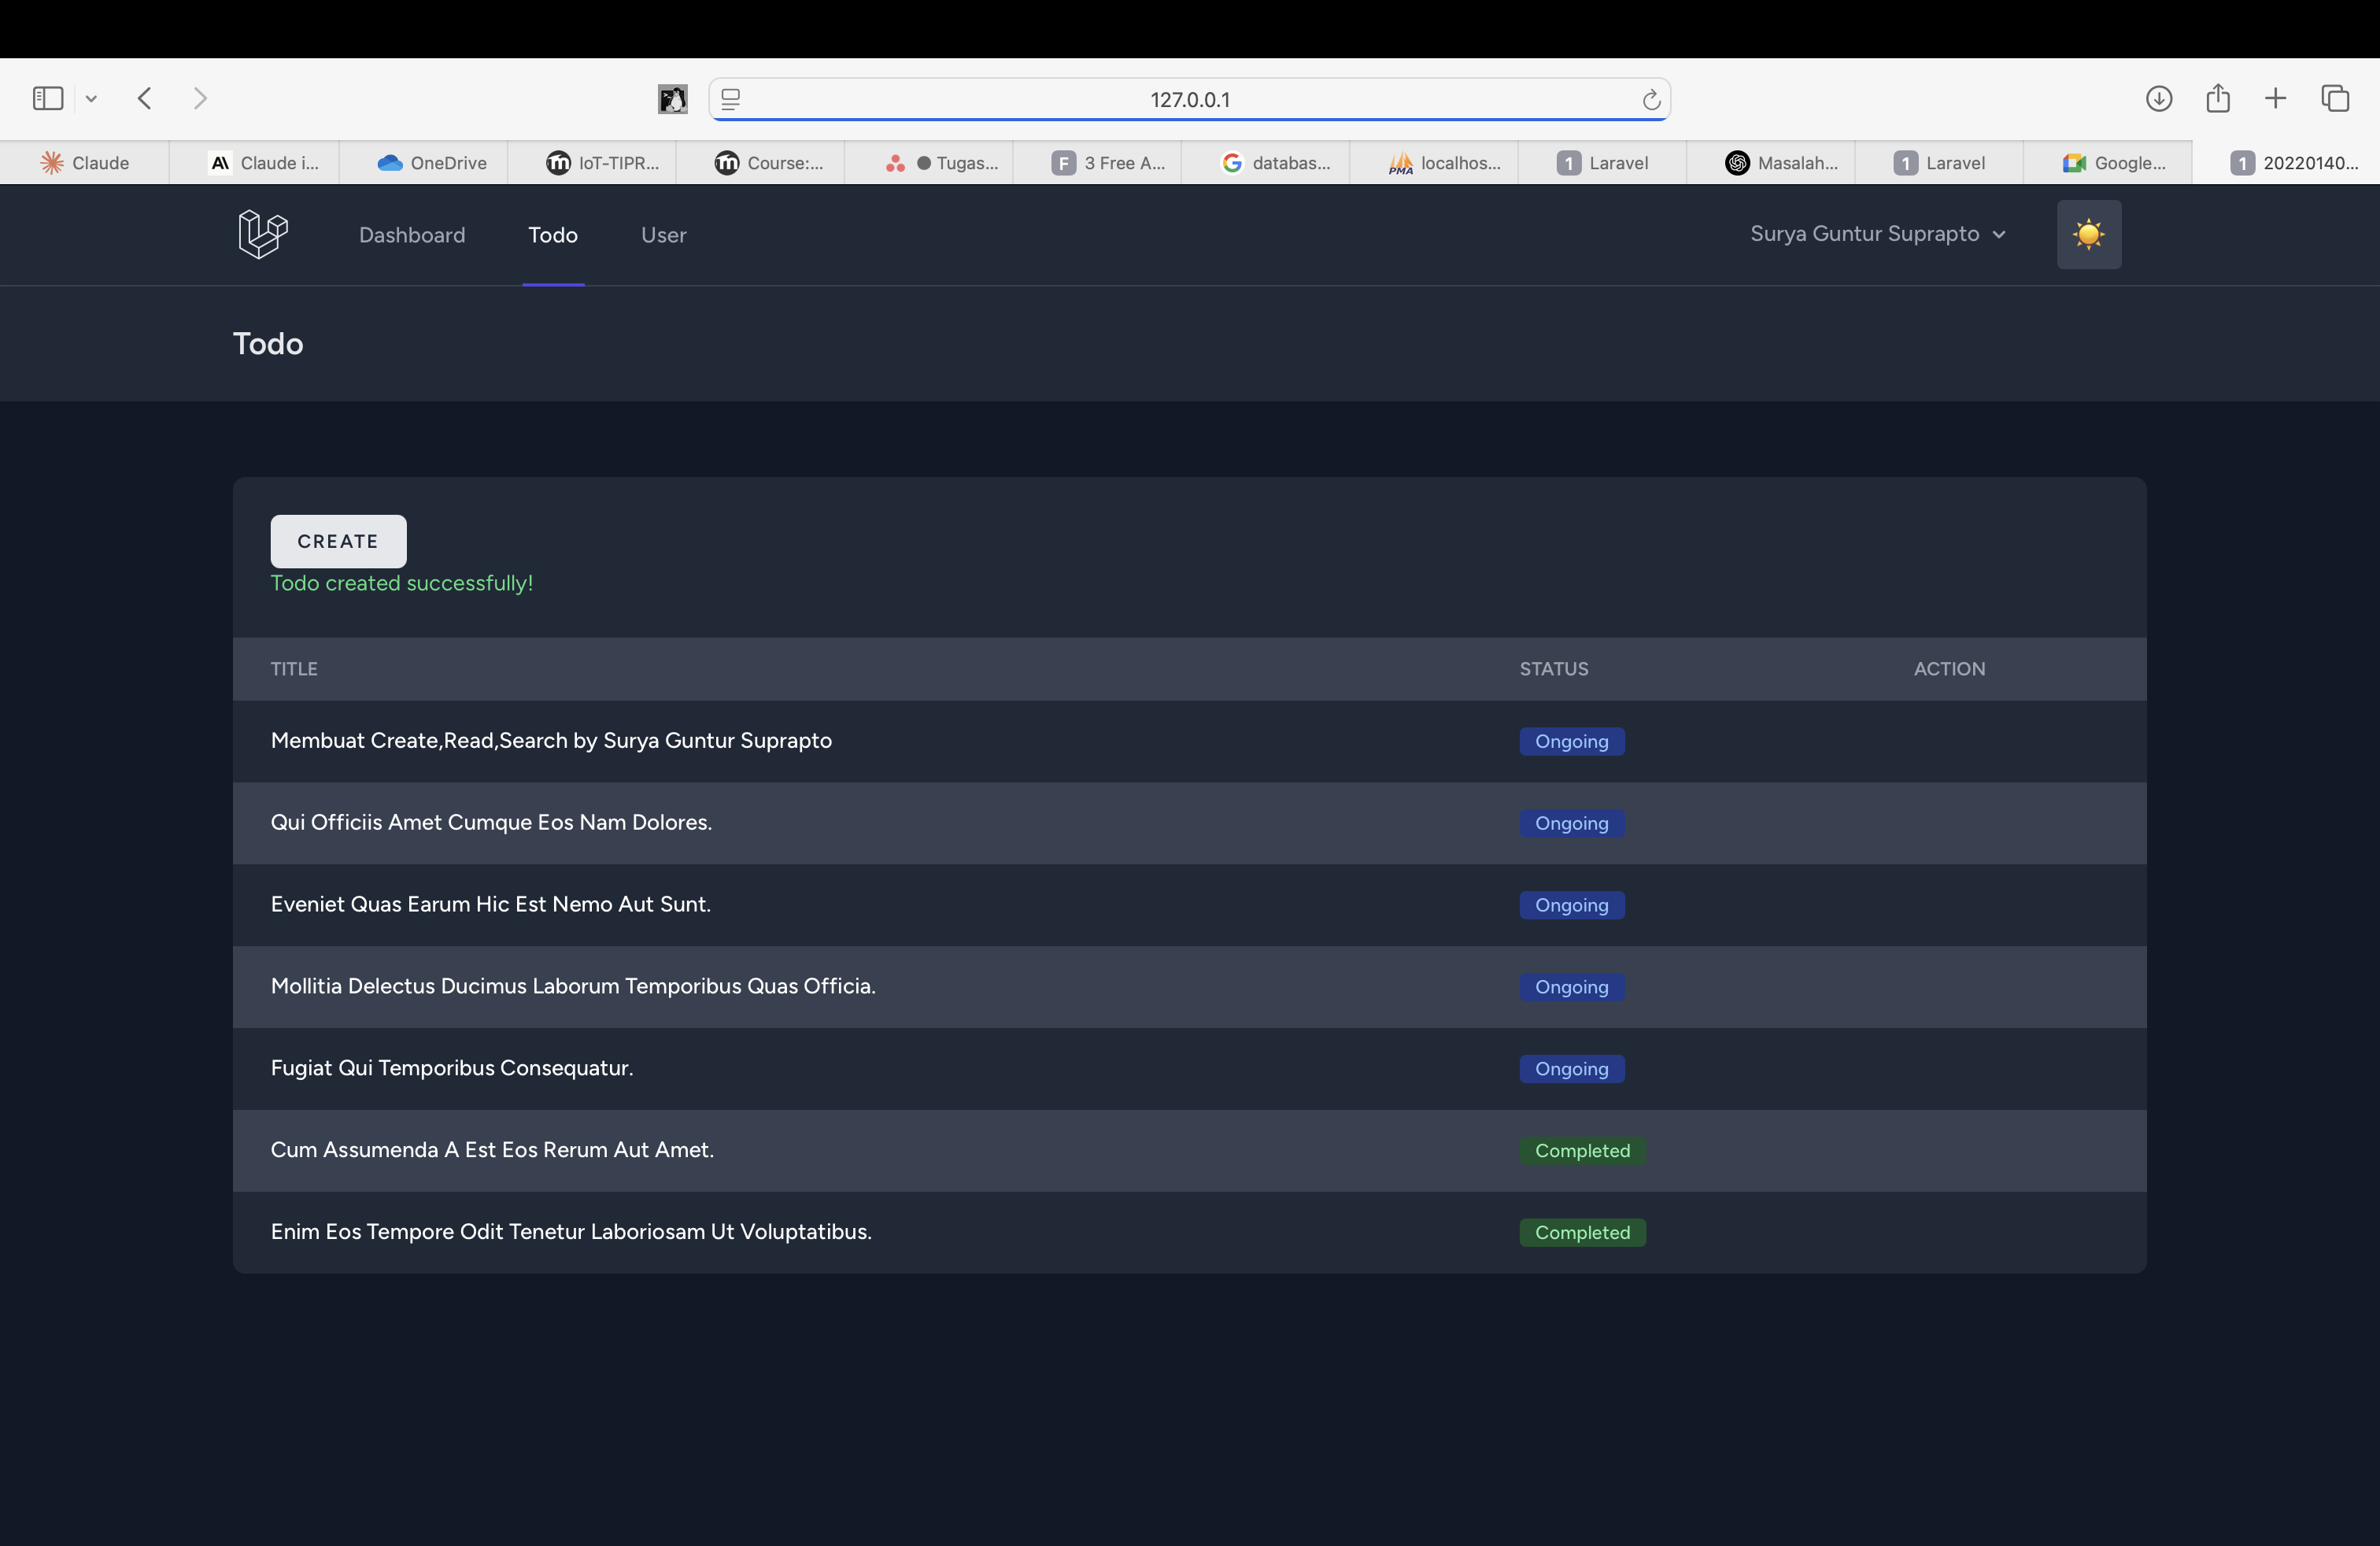 127.0.0.1
Claude
Claude i...
OneDrive
IoT-TIPR...
Course:...
Tugas...
F 3 Free A...
databas...
PMA localhos...
1 Laravel
Masalah...
1 Laravel
Google...
1 20220140...
Dashboard Todo User Surya Guntur Suprapto
Todo
CREATE
Todo created successfully!
TITLE STATUS ACTION
Membuat Create,Read,Search by Surya Guntur Suprapto Ongoing
Qui Officiis Amet Cumque Eos Nam Dolores. Ongoing
Eveniet Quas Earum Hic Est Nemo Aut Sunt. Ongoing
Mollitia Delectus Ducimus Laborum Temporibus Quas Officia. Ongoing
Fugiat Qui Temporibus Consequatur. Ongoing
Cum Assumenda A Est Eos Rerum Aut Amet. Completed
Enim Eos Tempore Odit Tenetur Laboriosam Ut Voluptatibus. Completed